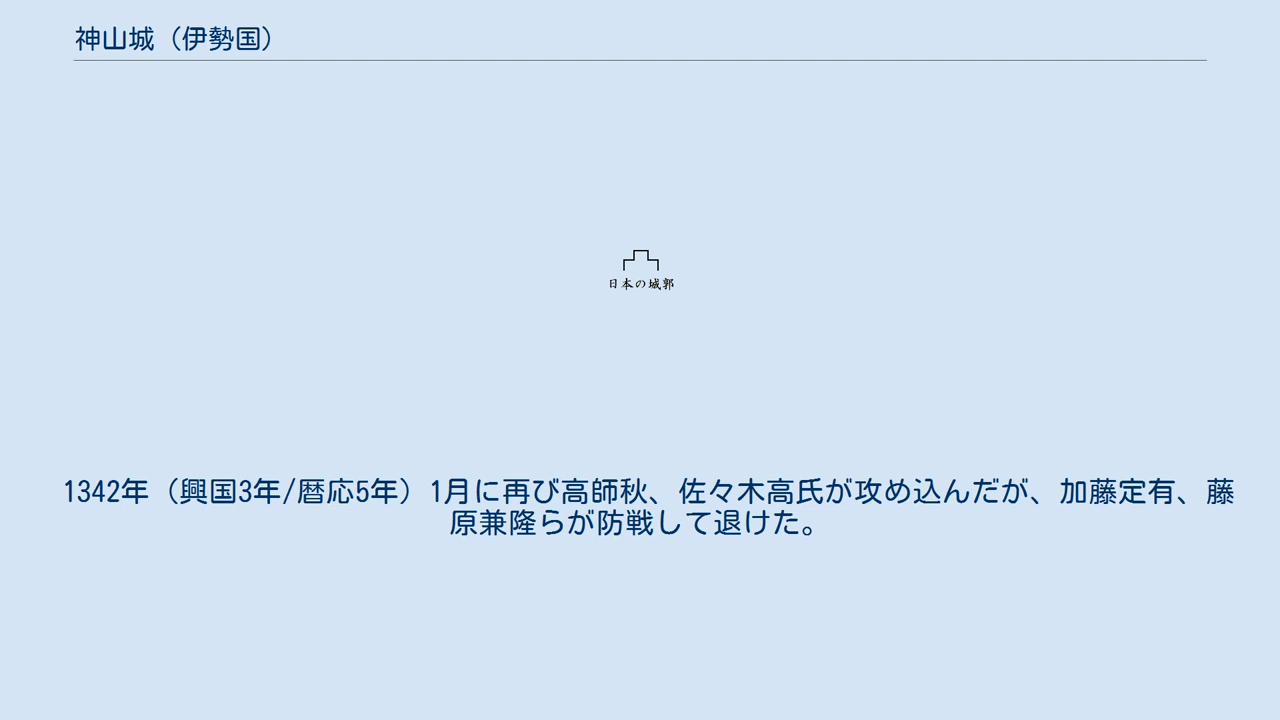 神山城（伊勢国）
日本の城郭
1342年（興国3年/暦応5年）1月に再び高師秋、佐々木高氏が攻め込んだが、加藤定有、藤
原兼隆らが防戦して退けた。